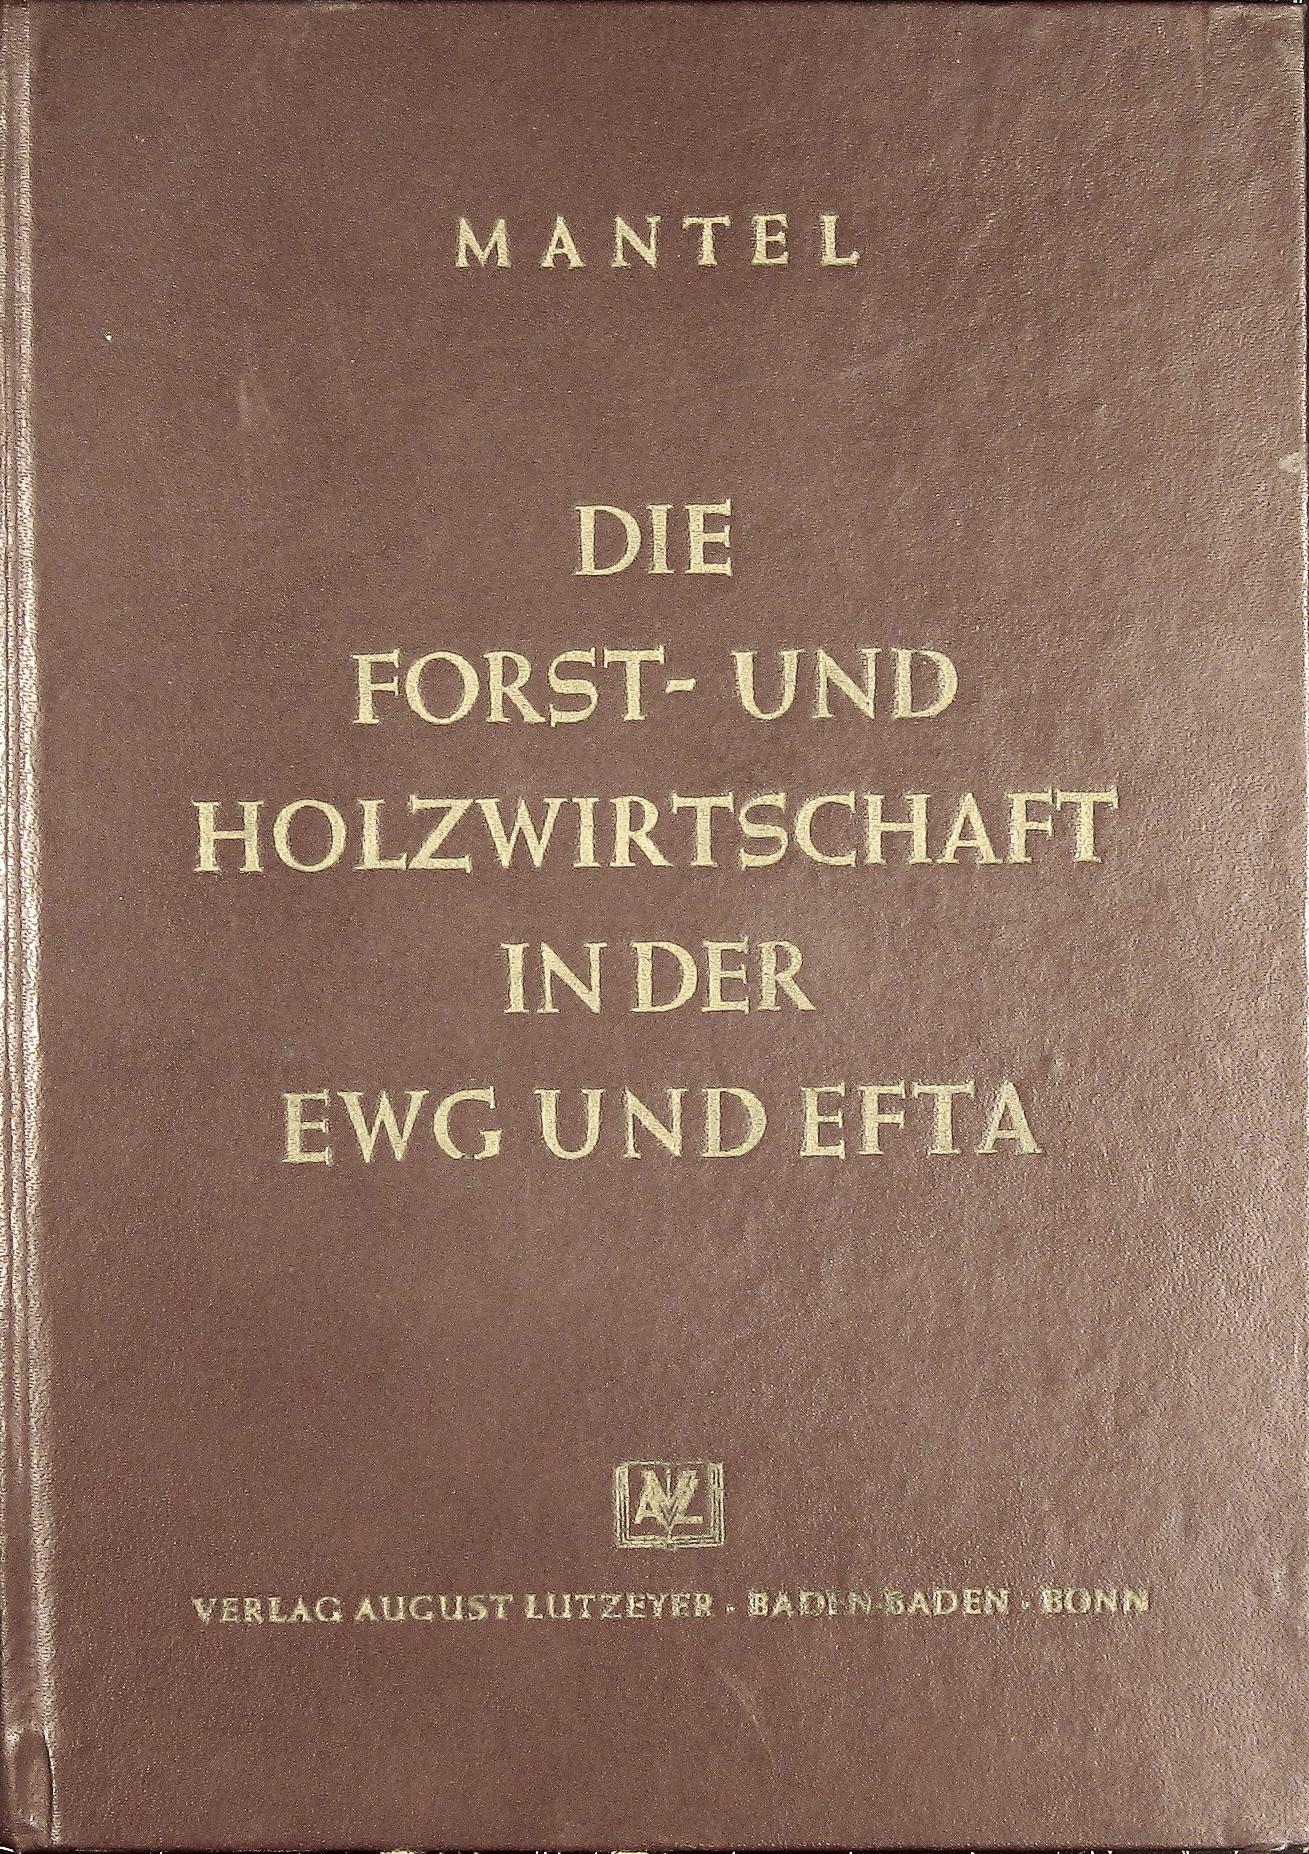 MANTEL
DIE
FORST- UND
HOLZWIRTSCHAFT
IN DER
EWG UND EFTA
AVL
VERLAG AUGUST LUTZEYER · BADEN-BADEN · BONN